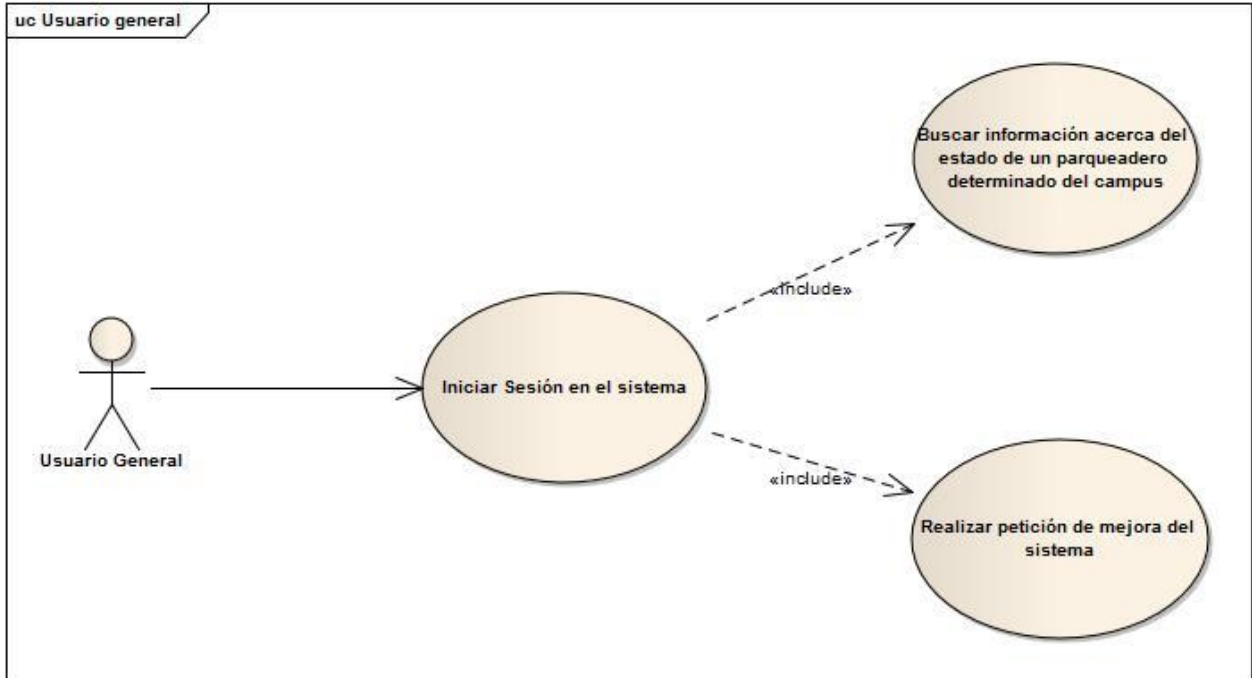 uc Usuario general
Buscar información acerca del
estado de un parqueadero
determinado del campus
«include»
Iniciar Sesión en el sistema
Usuario General
«include»
Realizar petición de mejora del
sistema